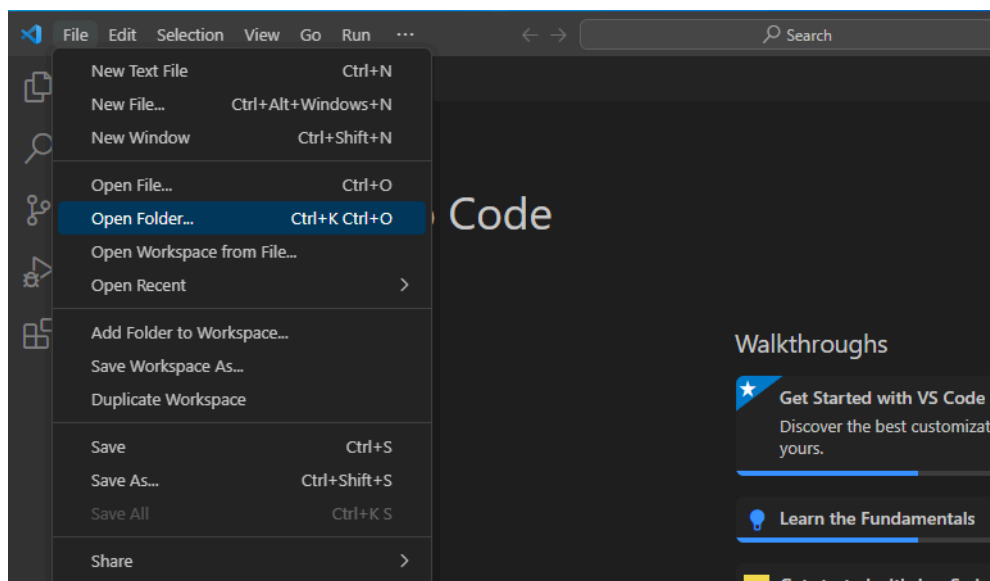 File Edit Selection View Go Run ··· ← → Search
New Text File Ctrl+N
New File... Ctrl+Alt+Windows+N
New Window Ctrl+Shift+N
Open File... Ctrl+O
Open Folder... Ctrl+K Ctrl+O
Open Workspace from File...
Open Recent >
Add Folder to Workspace...
Save Workspace As...
Duplicate Workspace
Save Ctrl+S
Save As... Ctrl+Shift+S
Save All Ctrl+K S
Share >
Code
Walkthroughs
Get Started with VS Code
Discover the best customizat
yours.
Learn the Fundamentals